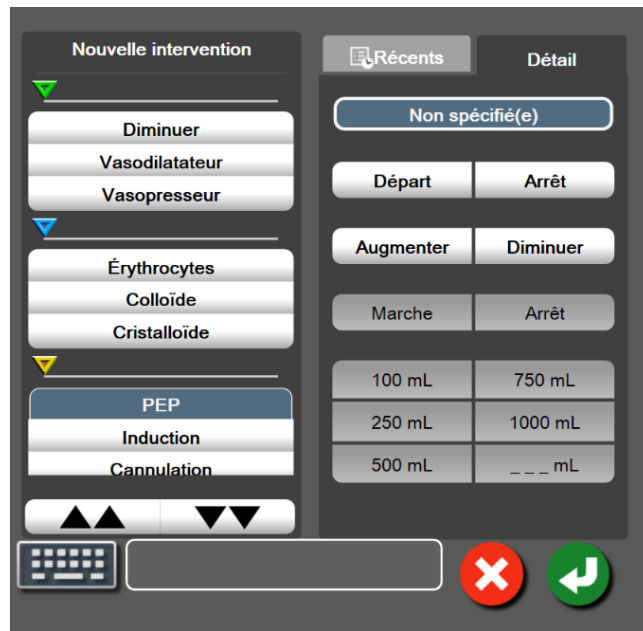 Nouvelle intervention
Diminuer
Vasodilatateur
Vasopresseur
Érythrocytes
Colloïde
Cristalloïde
PEP
Induction
Cannulation
Récents
Détail
Non spécifié(e)
Départ Arrêt
Augmenter Diminuer
Marche Arrêt
100 mL 750 mL
250 mL 1000 mL
500 mL _ _ _ mL